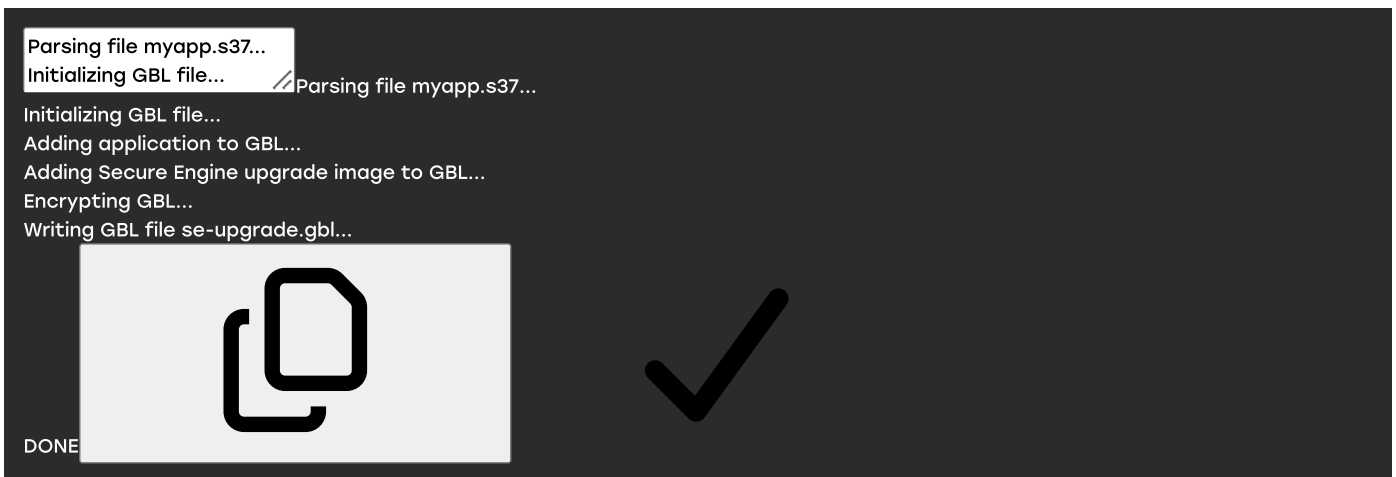 Parsing file myapp.s37...
Initializing GBL file...
Parsing file myapp.s37...
Initializing GBL file...
Adding application to GBL...
Adding Secure Engine upgrade image to GBL...
Encrypting GBL...
Writing GBL file se-upgrade.gbl...
DONE